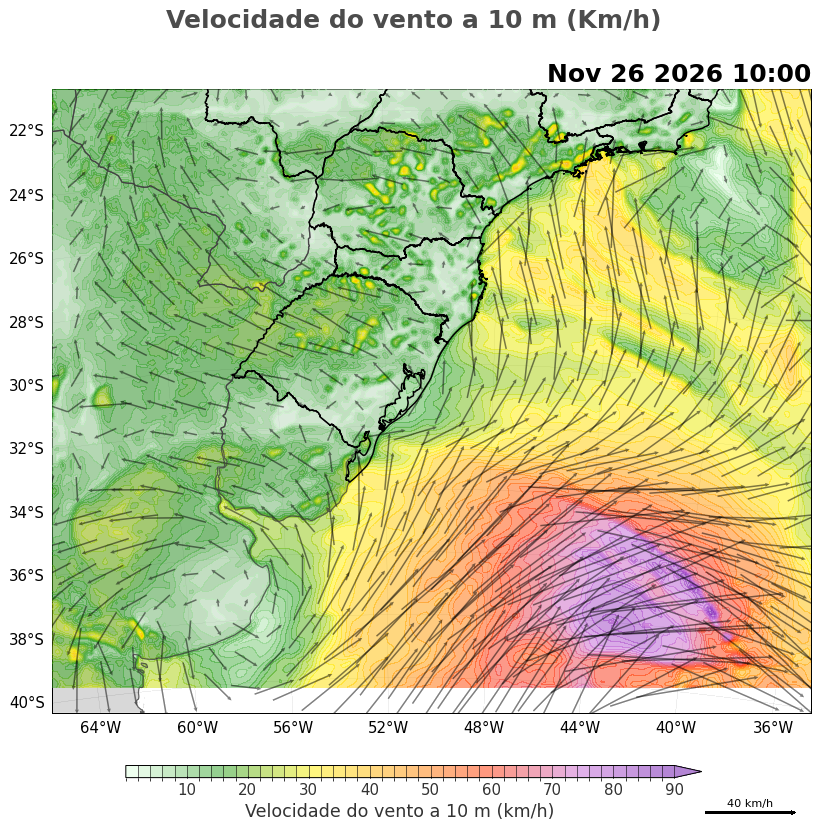 Velocidade do vento a 10 m (Km/h)
Nov 26 2026 10:00
22°S
24°S
26°S
28°S
30°S
32°S
34°S
36°S
38°S
40°S
64°W 60°W 56°W 52°W 48°W 44°W 40°W 36°W
10 20 30 40 50 60 70 80 90
Velocidade do vento a 10 m (km/h)
40 km/h